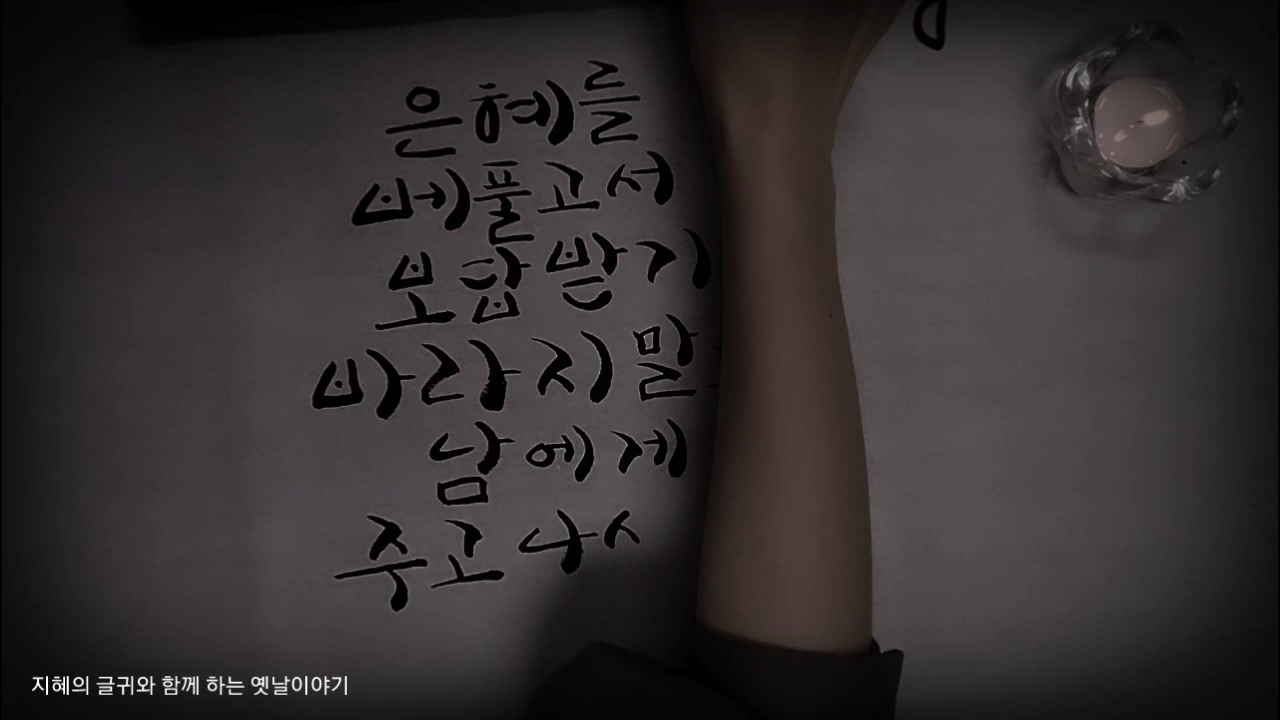 은혜를
베풀고서
보답 받기
바라지 말
남에게
주고 나
지혜의 글귀와 함께 하는 옛날이야기